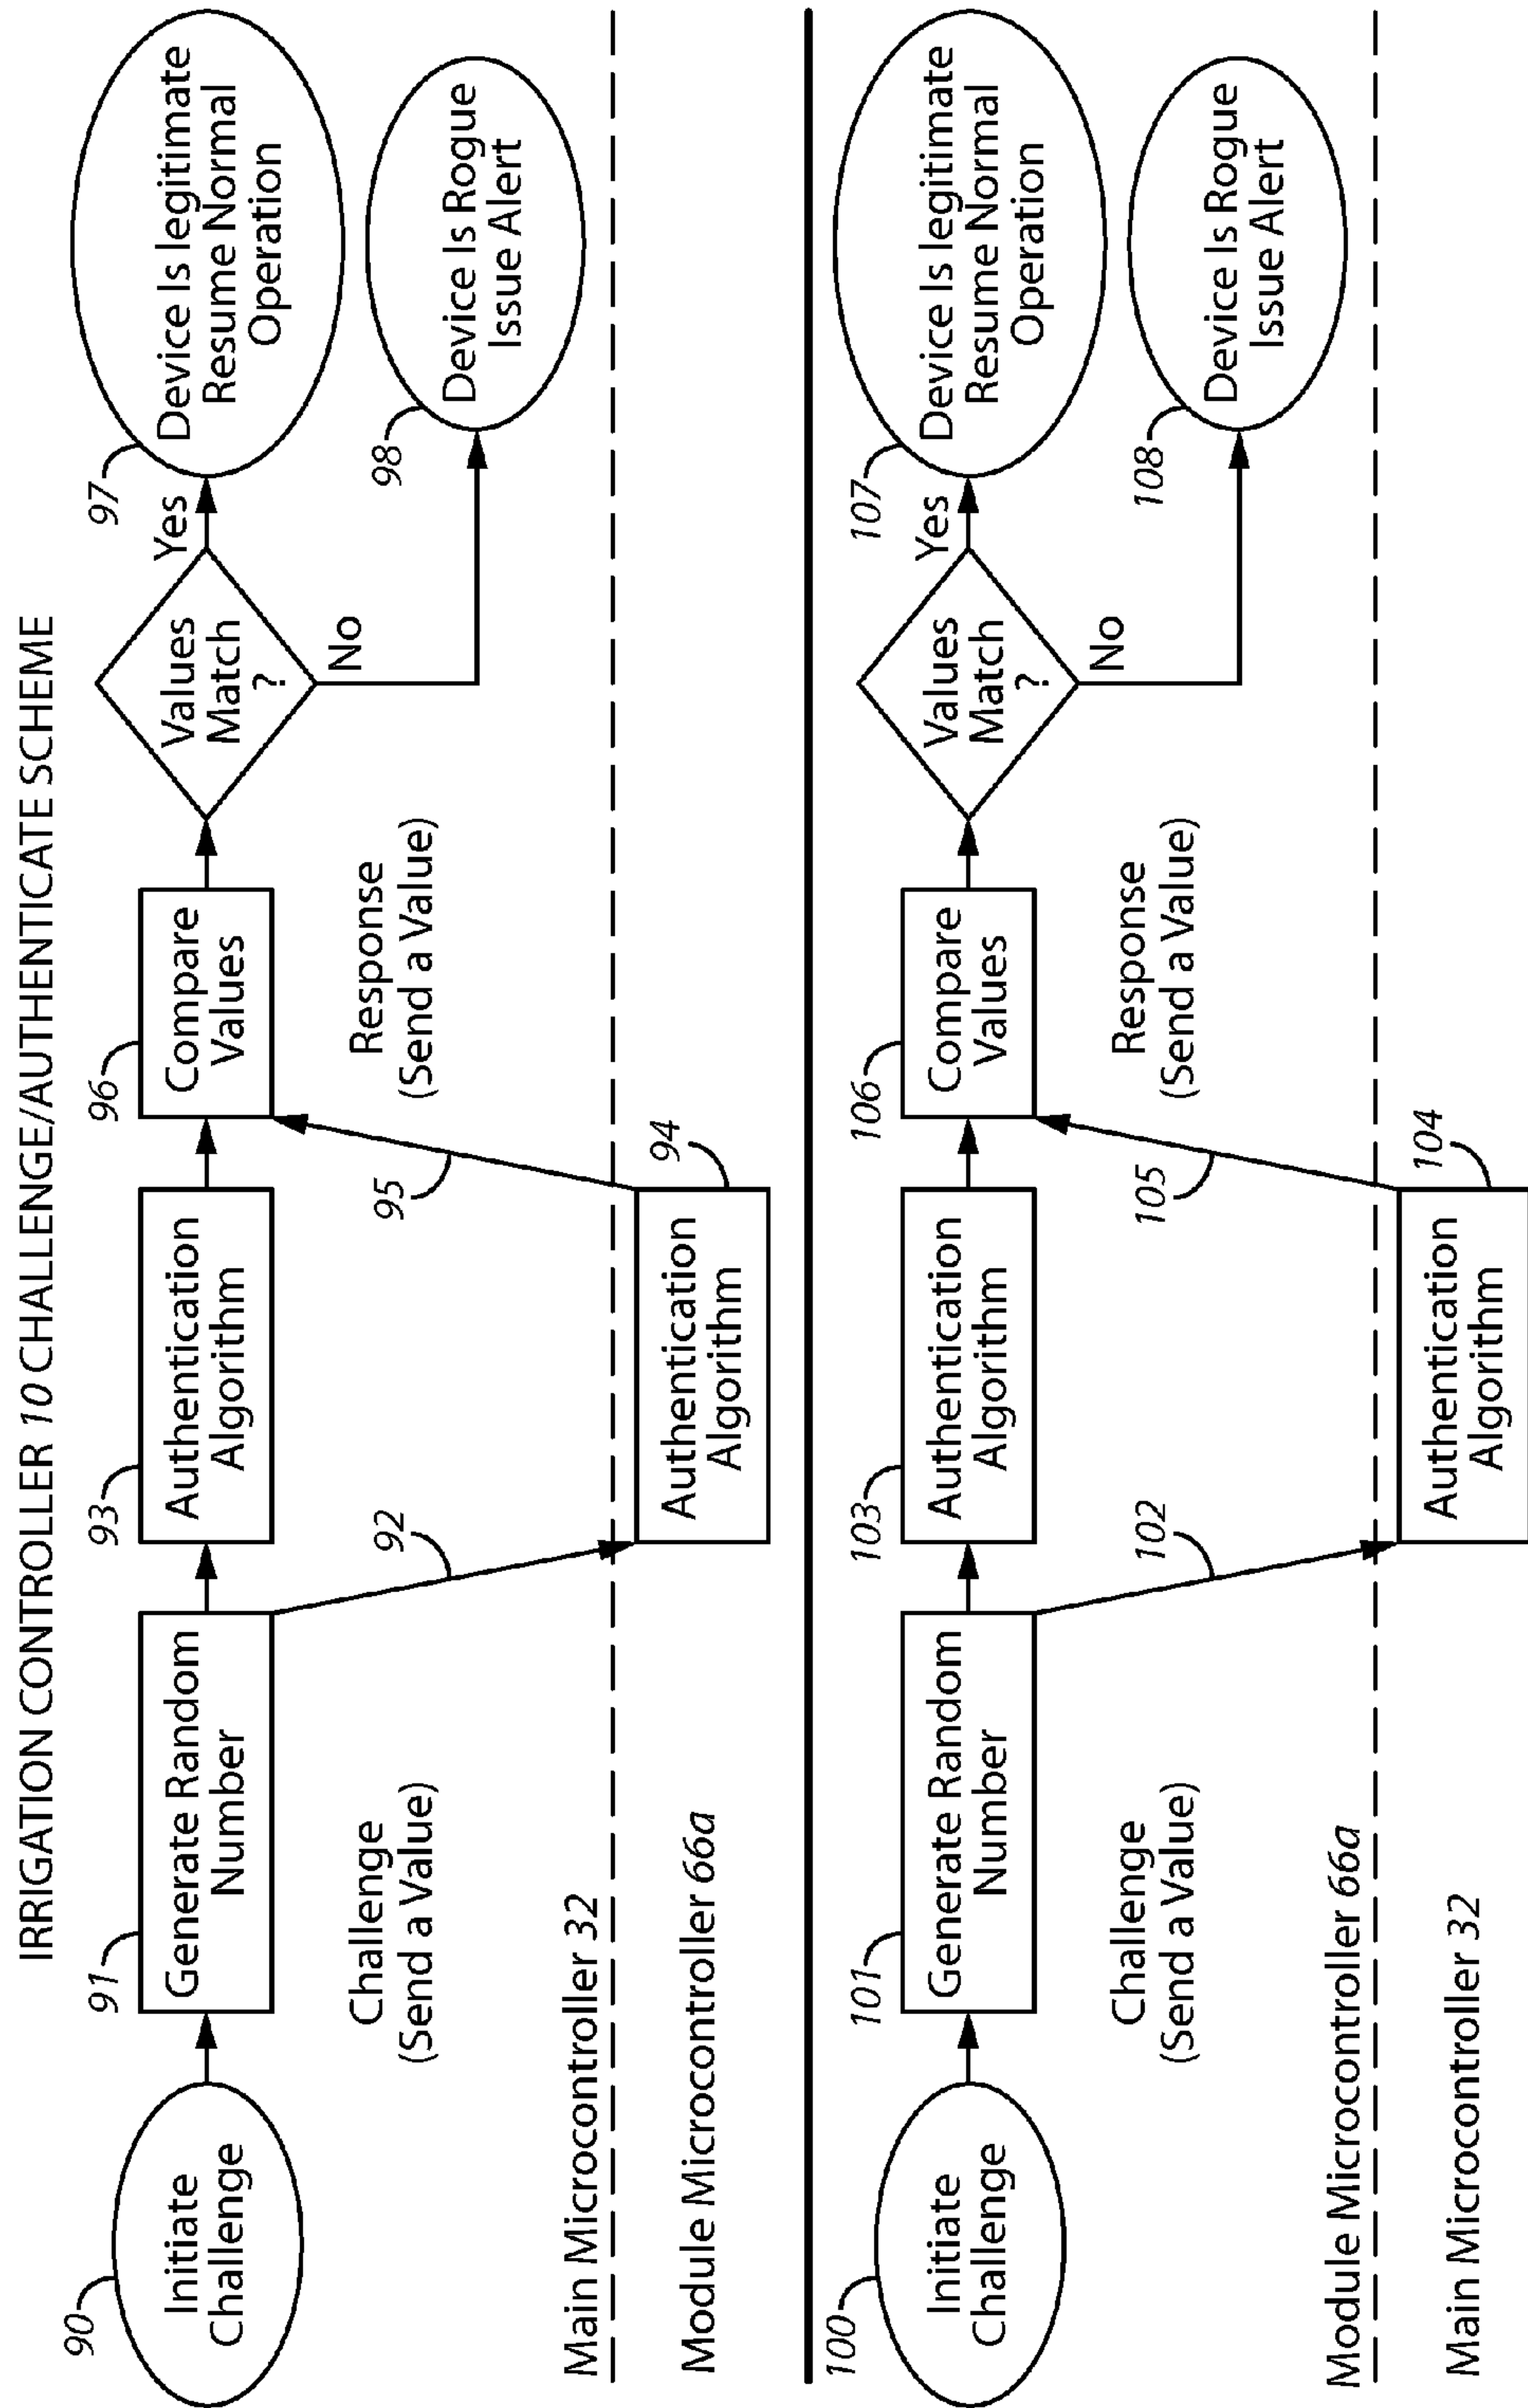 IRRIGATION CONTROLLER 10 CHALLENGE/AUTHENTICATE SCHEME
90
Initiate
Challenge
91
Generate Random
Number
93
Authentication
Algorithm
96
Compare
Values
Values
Match
?
Yes
No
97
Device Is legitimate
Resume Normal
Operation
98
Device Is Rogue
Issue Alert
Challenge
(Send a Value)
92
95
Response
(Send a Value)
Main Microcontroller 32
Module Microcontroller 66a
94
Authentication
Algorithm
100
Initiate
Challenge
101
Generate Random
Number
103
Authentication
Algorithm
106
Compare
Values
Values
Match
?
Yes
No
107
Device Is legitimate
Resume Normal
Operation
108
Device Is Rogue
Issue Alert
Challenge
(Send a Value)
102
105
Response
(Send a Value)
Module Microcontroller 66a
Main Microcontroller 32
104
Authentication
Algorithm